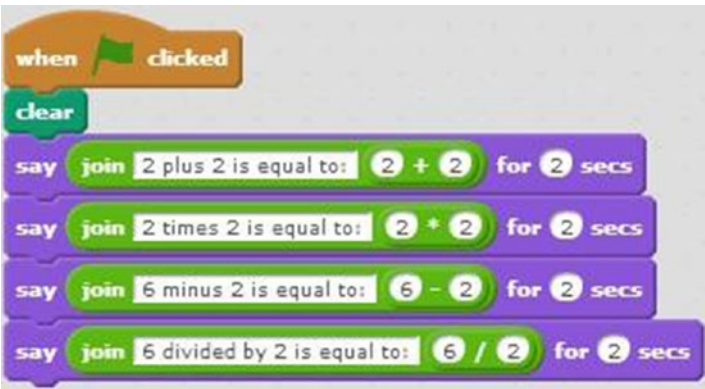 when clicked
clear
say join 2 plus 2 is equal to: 2 + 2 for 2 secs
say join 2 times 2 is equal to: 2 * 2 for 2 secs
say join 6 minus 2 is equal to: 6 - 2 for 2 secs
say join 6 divided by 2 is equal to: 6 / 2 for 2 secs